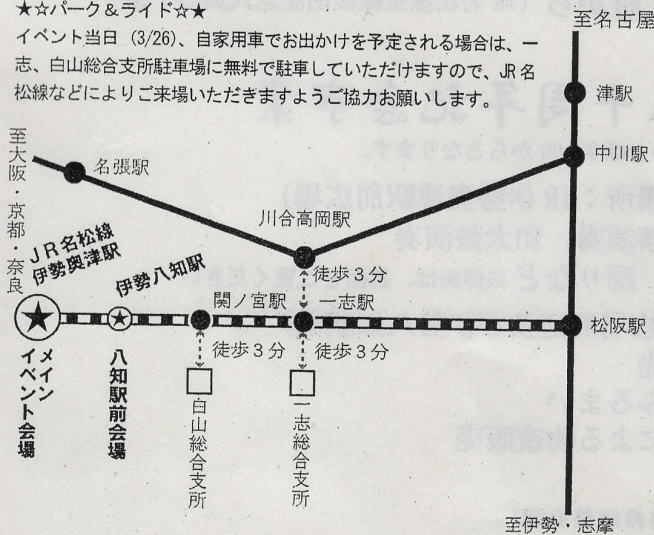 ★☆パーク＆ライド☆★
イベント当日（3/26）、自家用車でお出かけを予定される場合は、一
志、白山総合支所駐車場に無料で駐車していただけますので、JR名
松線などによりご来場いただきますようご協力お願いします。
至名古屋
津駅
中川駅
至大阪・京都・奈良
名張駅
川合高岡駅
徒歩３分
ＪＲ名松線
伊勢奥津駅
伊勢八知駅
関ノ宮駅
一志駅
松阪駅
徒歩３分
徒歩３分
メイン
イベント会場
八知駅前会場
白山総合支所
一志総合支所
至伊勢・志摩